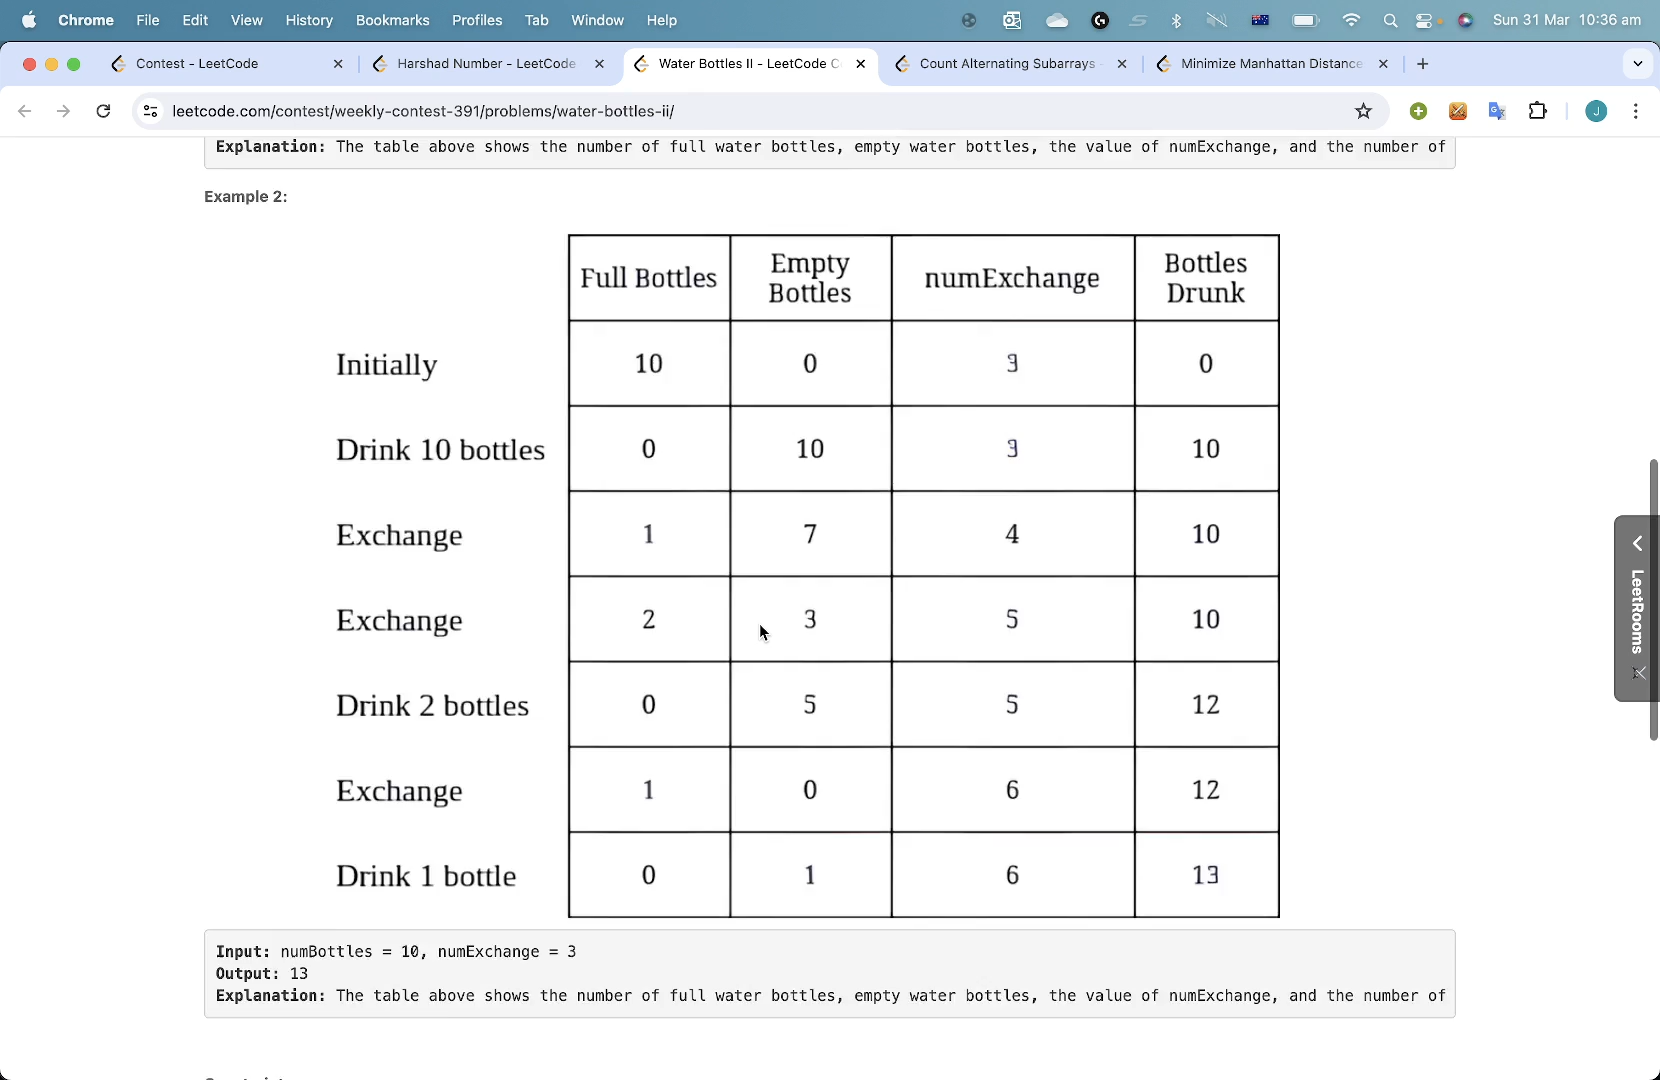 Chrome File Edit View History Bookmarks Profiles Tab Window Help Sun 31 Mar 10:36 am
Contest - LeetCode Harshad Number - LeetCode Water Bottles II - LeetCode C Count Alternating Subarrays Minimize Manhattan Distance
leetcode.com/contest/weekly-contest-391/problems/water-bottles-ii/ J
Explanation: The table above shows the number of full water bottles, empty water bottles, the value of numExchange, and the number of
Example 2:
Full Bottles Empty Bottles numExchange Bottles Drunk
Initially 10 0 3 0
Drink 10 bottles 0 10 3 10
Exchange 1 7 4 10
Exchange 2 3 5 10
Drink 2 bottles 0 5 5 12
Exchange 1 0 6 12
Drink 1 bottle 0 1 6 13
LeetRooms
Input: numBottles = 10, numExchange = 3
Output: 13
Explanation: The table above shows the number of full water bottles, empty water bottles, the value of numExchange, and the number of